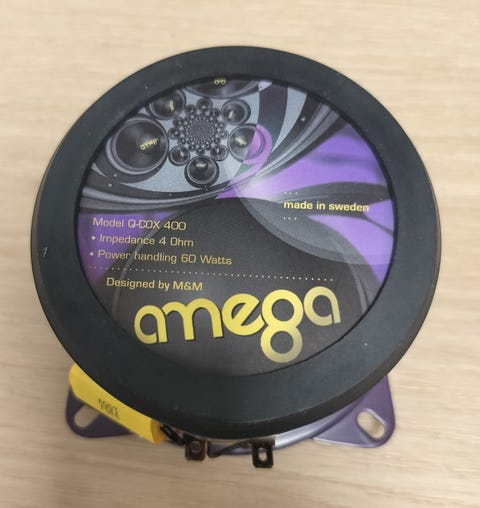 made in sweden
Model Q-COX 400
• Impedance 4 Ohm
• Power handling 60 Watts
Designed by M&M
amega